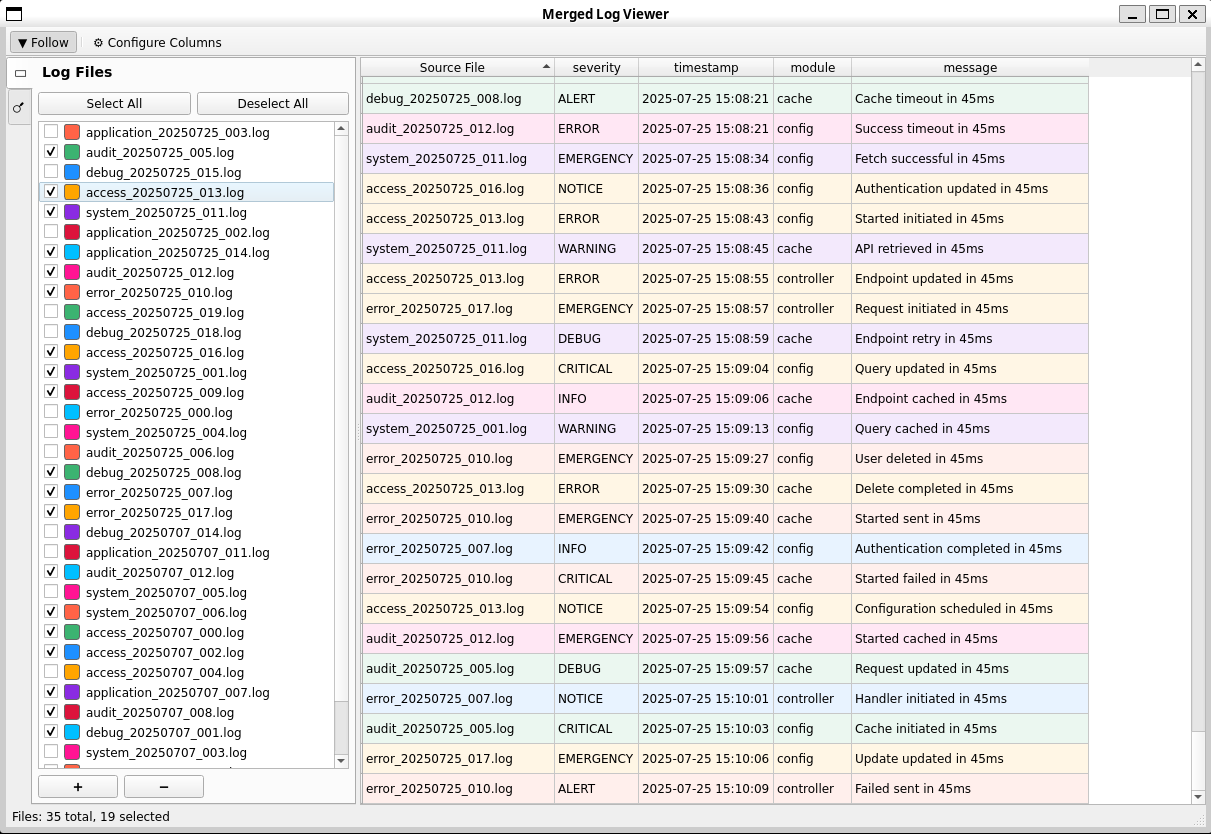 Merged Log Viewer
▼ Follow
⚙ Configure Columns
Log Files
Select All
Deselect All
application_20250725_003.log
audit_20250725_005.log
debug_20250725_015.log
access_20250725_013.log
system_20250725_011.log
application_20250725_002.log
application_20250725_014.log
audit_20250725_012.log
error_20250725_010.log
access_20250725_019.log
debug_20250725_018.log
access_20250725_016.log
system_20250725_001.log
access_20250725_009.log
error_20250725_000.log
system_20250725_004.log
audit_20250725_006.log
debug_20250725_008.log
error_20250725_007.log
error_20250725_017.log
debug_20250707_014.log
application_20250707_011.log
audit_20250707_012.log
system_20250707_005.log
system_20250707_006.log
access_20250707_000.log
access_20250707_002.log
access_20250707_004.log
application_20250707_007.log
audit_20250707_008.log
debug_20250707_001.log
system_20250707_003.log
+ −
Source File severity timestamp module message
debug_20250725_008.log ALERT 2025-07-25 15:08:21 cache Cache timeout in 45ms
audit_20250725_012.log ERROR 2025-07-25 15:08:21 config Success timeout in 45ms
system_20250725_011.log EMERGENCY 2025-07-25 15:08:34 config Fetch successful in 45ms
access_20250725_016.log NOTICE 2025-07-25 15:08:36 config Authentication updated in 45ms
access_20250725_013.log ERROR 2025-07-25 15:08:43 config Started initiated in 45ms
system_20250725_011.log WARNING 2025-07-25 15:08:45 cache API retrieved in 45ms
access_20250725_013.log ERROR 2025-07-25 15:08:55 controller Endpoint updated in 45ms
error_20250725_017.log EMERGENCY 2025-07-25 15:08:57 controller Request initiated in 45ms
system_20250725_011.log DEBUG 2025-07-25 15:08:59 cache Endpoint retry in 45ms
access_20250725_016.log CRITICAL 2025-07-25 15:09:04 config Query updated in 45ms
audit_20250725_012.log INFO 2025-07-25 15:09:06 cache Endpoint cached in 45ms
system_20250725_001.log WARNING 2025-07-25 15:09:13 config Query cached in 45ms
error_20250725_010.log EMERGENCY 2025-07-25 15:09:27 config User deleted in 45ms
access_20250725_013.log ERROR 2025-07-25 15:09:30 cache Delete completed in 45ms
error_20250725_010.log EMERGENCY 2025-07-25 15:09:40 cache Started sent in 45ms
error_20250725_007.log INFO 2025-07-25 15:09:42 config Authentication completed in 45ms
error_20250725_010.log CRITICAL 2025-07-25 15:09:45 cache Started failed in 45ms
access_20250725_013.log NOTICE 2025-07-25 15:09:54 config Configuration scheduled in 45ms
audit_20250725_012.log EMERGENCY 2025-07-25 15:09:56 cache Started cached in 45ms
audit_20250725_005.log DEBUG 2025-07-25 15:09:57 cache Request updated in 45ms
error_20250725_007.log NOTICE 2025-07-25 15:10:01 controller Handler initiated in 45ms
audit_20250725_005.log CRITICAL 2025-07-25 15:10:03 config Cache initiated in 45ms
error_20250725_017.log EMERGENCY 2025-07-25 15:10:06 config Update updated in 45ms
error_20250725_010.log ALERT 2025-07-25 15:10:09 controller Failed sent in 45ms
Files: 35 total, 19 selected